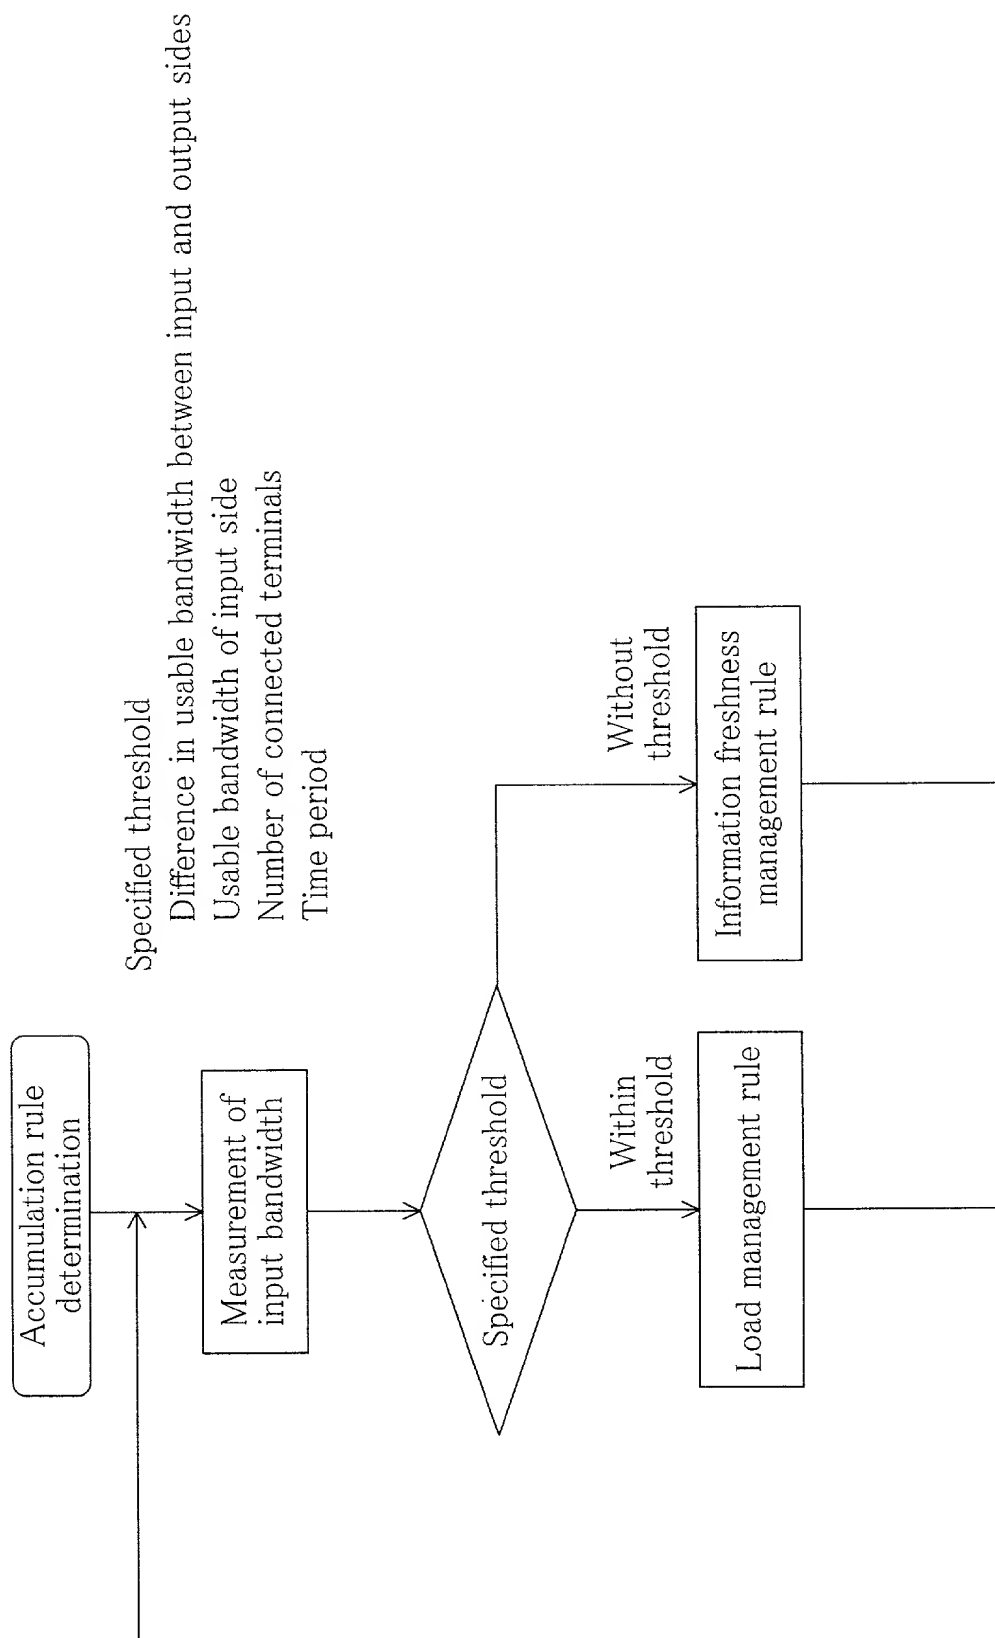 Accumulation rule
determination
Specified threshold
Difference in usable bandwidth between input and output sides
Usable bandwidth of input side
Number of connected terminals
Time period
Measurement of
input bandwidth
Specified threshold
Within
threshold
Without
threshold
Load management rule
Information freshness
management rule